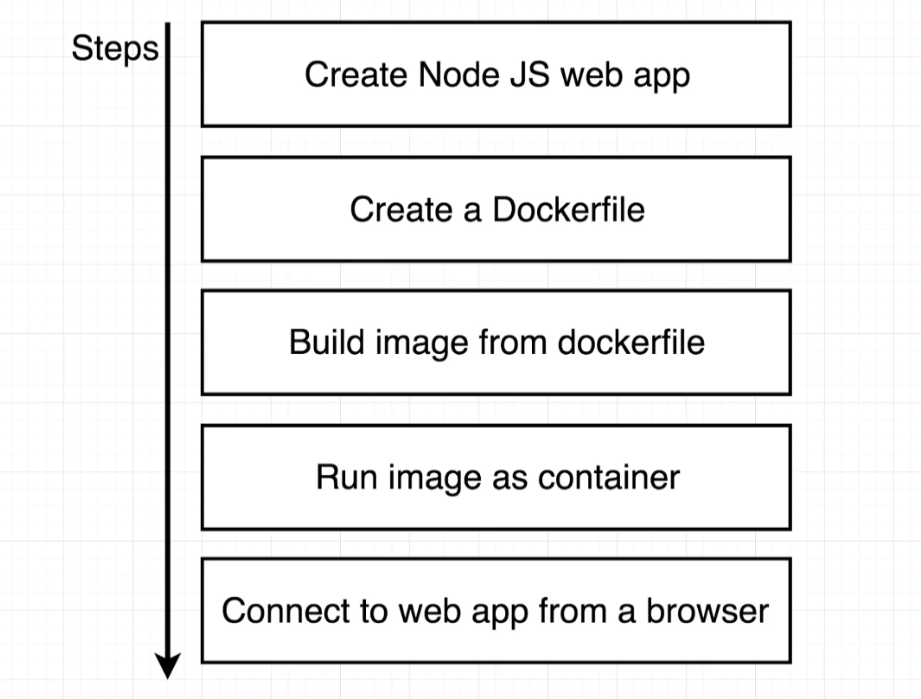 Steps
Create Node JS web app
Create a Dockerfile
Build image from dockerfile
Run image as container
Connect to web app from a browser